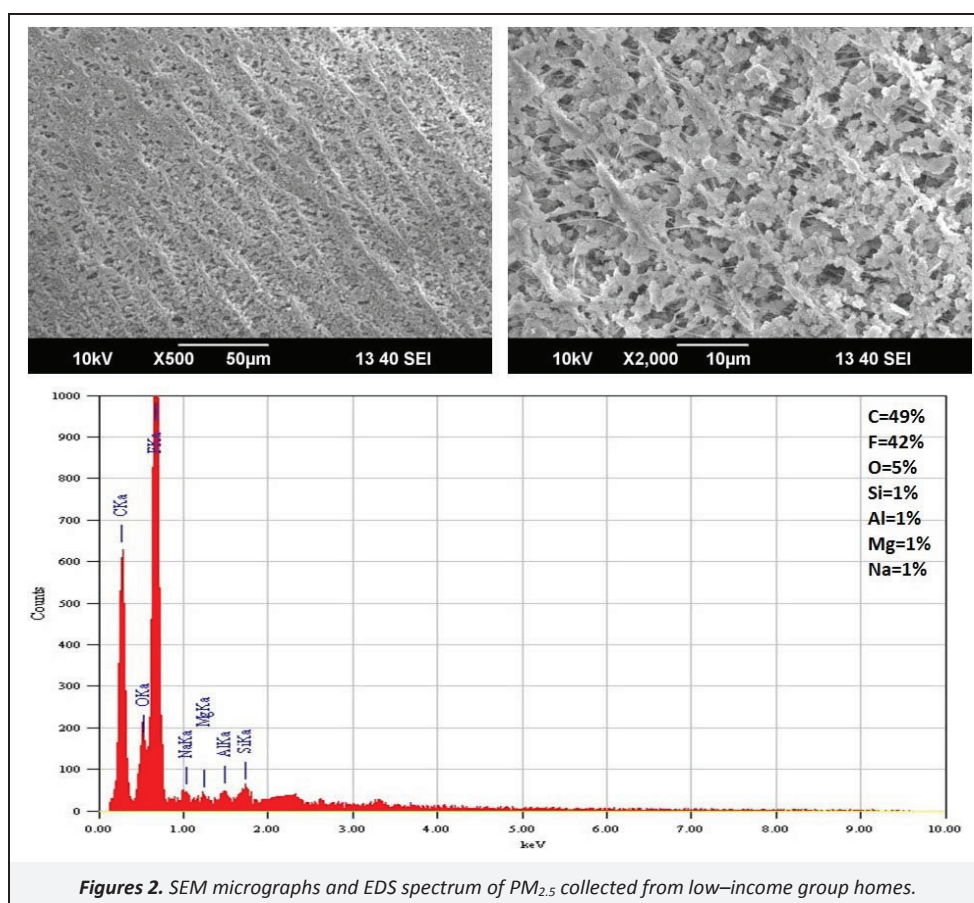 10kV X500 50µm 13 40 SEI
10kV X2,000 10µm 13 40 SEI
1000
900
800
700
600
500
400
300
200
100
0
Counts
CKa
OKa
FKa
NaKa
MgKa
AlKa
SiKa
C=49%
F=42%
O=5%
Si=1%
Al=1%
Mg=1%
Na=1%
0.00 1.00 2.00 3.00 4.00 5.00 6.00 7.00 8.00 9.00 10.00
keV
Figures 2. SEM micrographs and EDS spectrum of PM2.5 collected from low–income group homes.